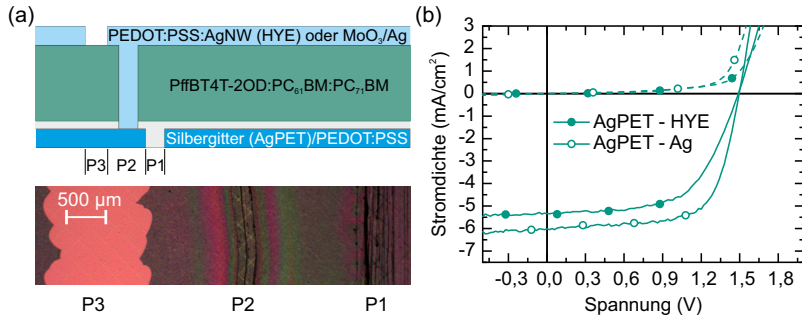 (a)
PEDOT:PSS:AgNW (HYE) oder MoO₃/Ag
PffBT4T-2OD:PC₆₁BM:PC₇₁BM
Silbergitter (AgPET)/PEDOT:PSS
P3 P2 P1
500 µm
P3 P2 P1
(b)
3
2
1
0
-1
-2
-3
-4
-5
-6
-7
Stromdichte (mA/cm²)
AgPET - HYE
AgPET - Ag
-0,3 0,0 0,3 0,6 0,9 1,2 1,5 1,8
Spannung (V)